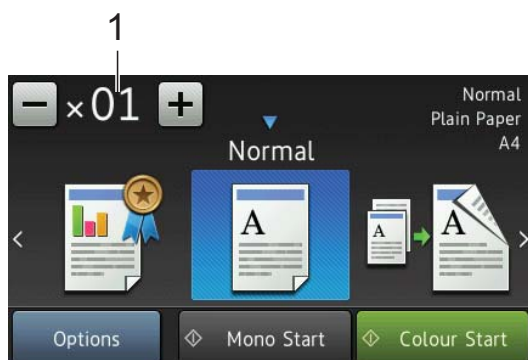 1
− ×01 +
Normal
Plain Paper
A4
Normal
A
A
A
Options
Mono Start
Colour Start